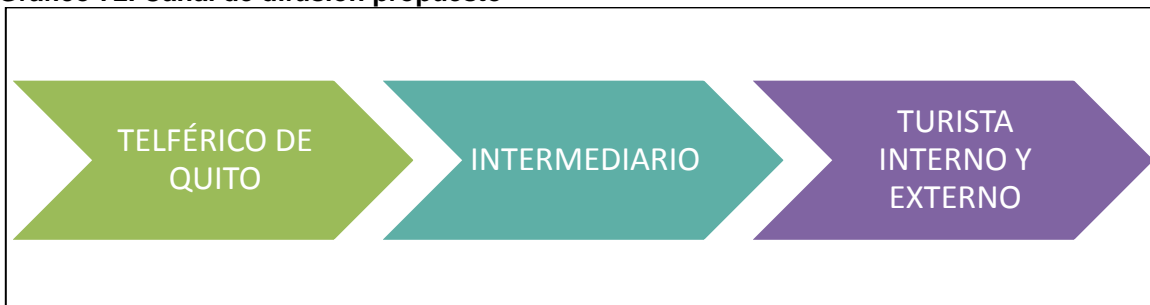 TELFÉRICO DE
QUITO
INTERMEDIARIO
TURISTA
INTERNO Y
EXTERNO